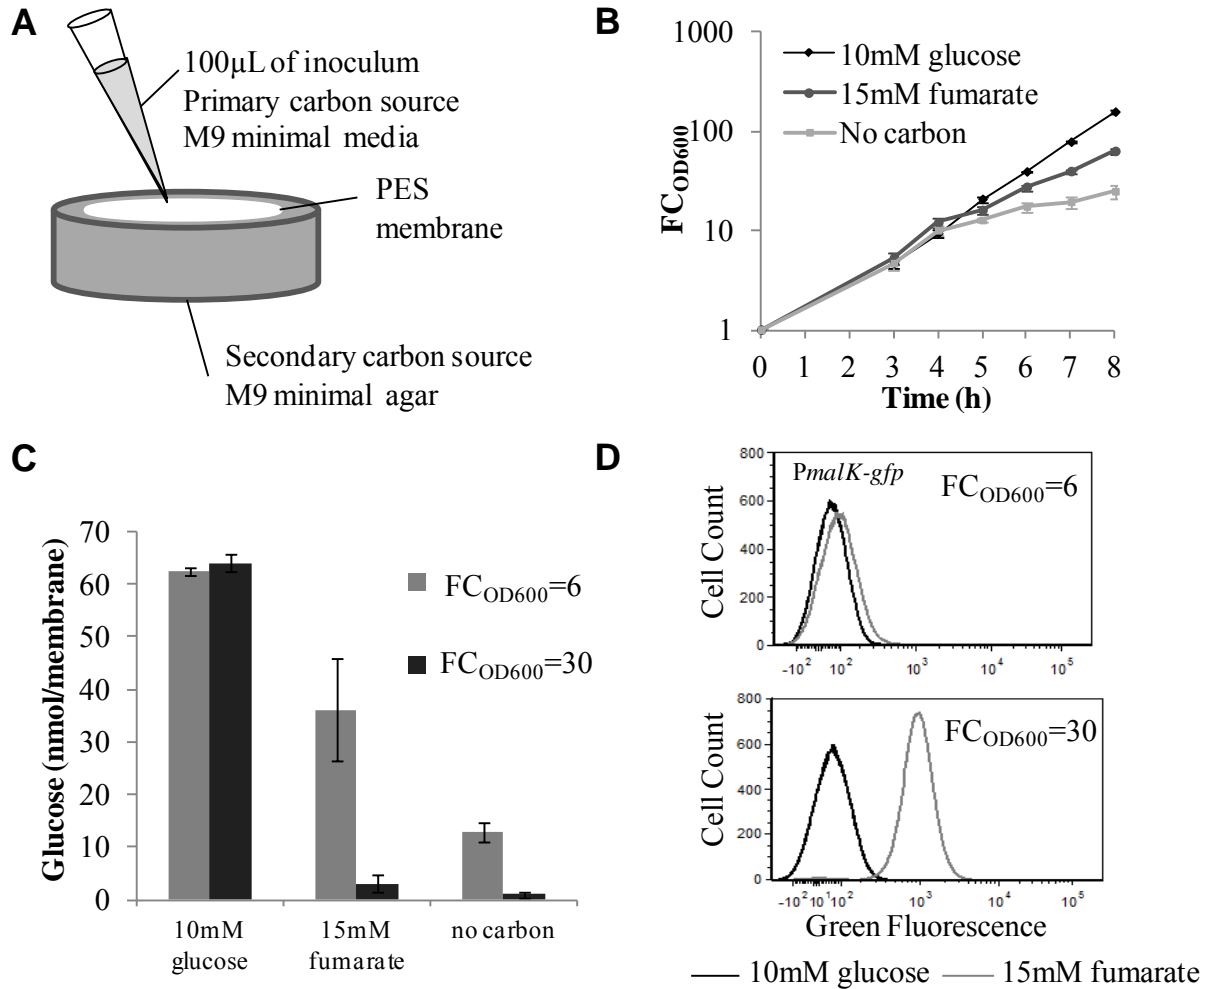 A
100μL of inoculum
Primary carbon source
M9 minimal media
PES
membrane
Secondary carbon source
M9 minimal agar
B
1000
100
10
1
FCOD600
10mM glucose
15mM fumarate
No carbon
0 1 2 3 4 5 6 7 8
Time (h)
C
70
60
50
40
30
20
10
0
Glucose (nmol/membrane)
FCOD600=6
FCOD600=30
10mM
glucose
15mM
fumarate
no carbon
D
800
600
400
200
0
Cell Count
PmalK-gfp
FCOD600=6
-10² 10² 10³ 10⁴ 10⁵
800
600
400
200
0
Cell Count
FCOD600=30
-10² 10¹ 10² 10³ 10⁴ 10⁵
Green Fluorescence
10mM glucose
15mM fumarate